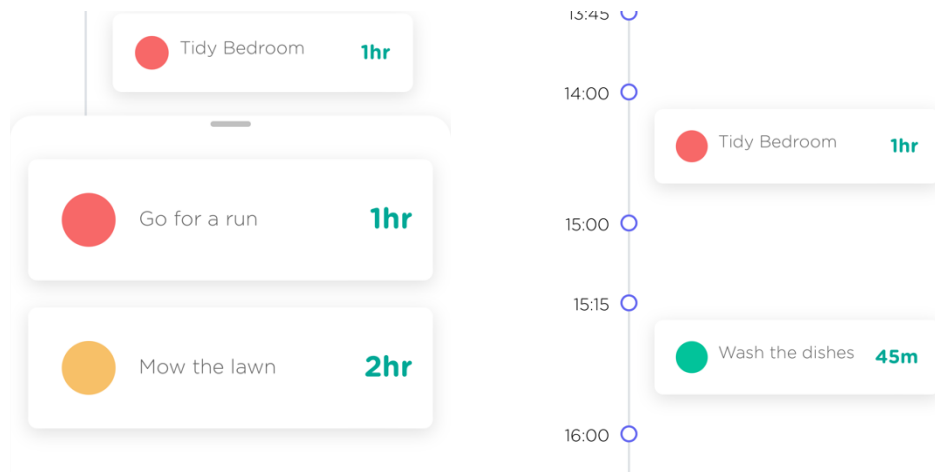 Tidy Bedroom 1hr
Go for a run 1hr
Mow the lawn 2hr
13:45
14:00
Tidy Bedroom 1hr
15:00
15:15
Wash the dishes 45m
16:00